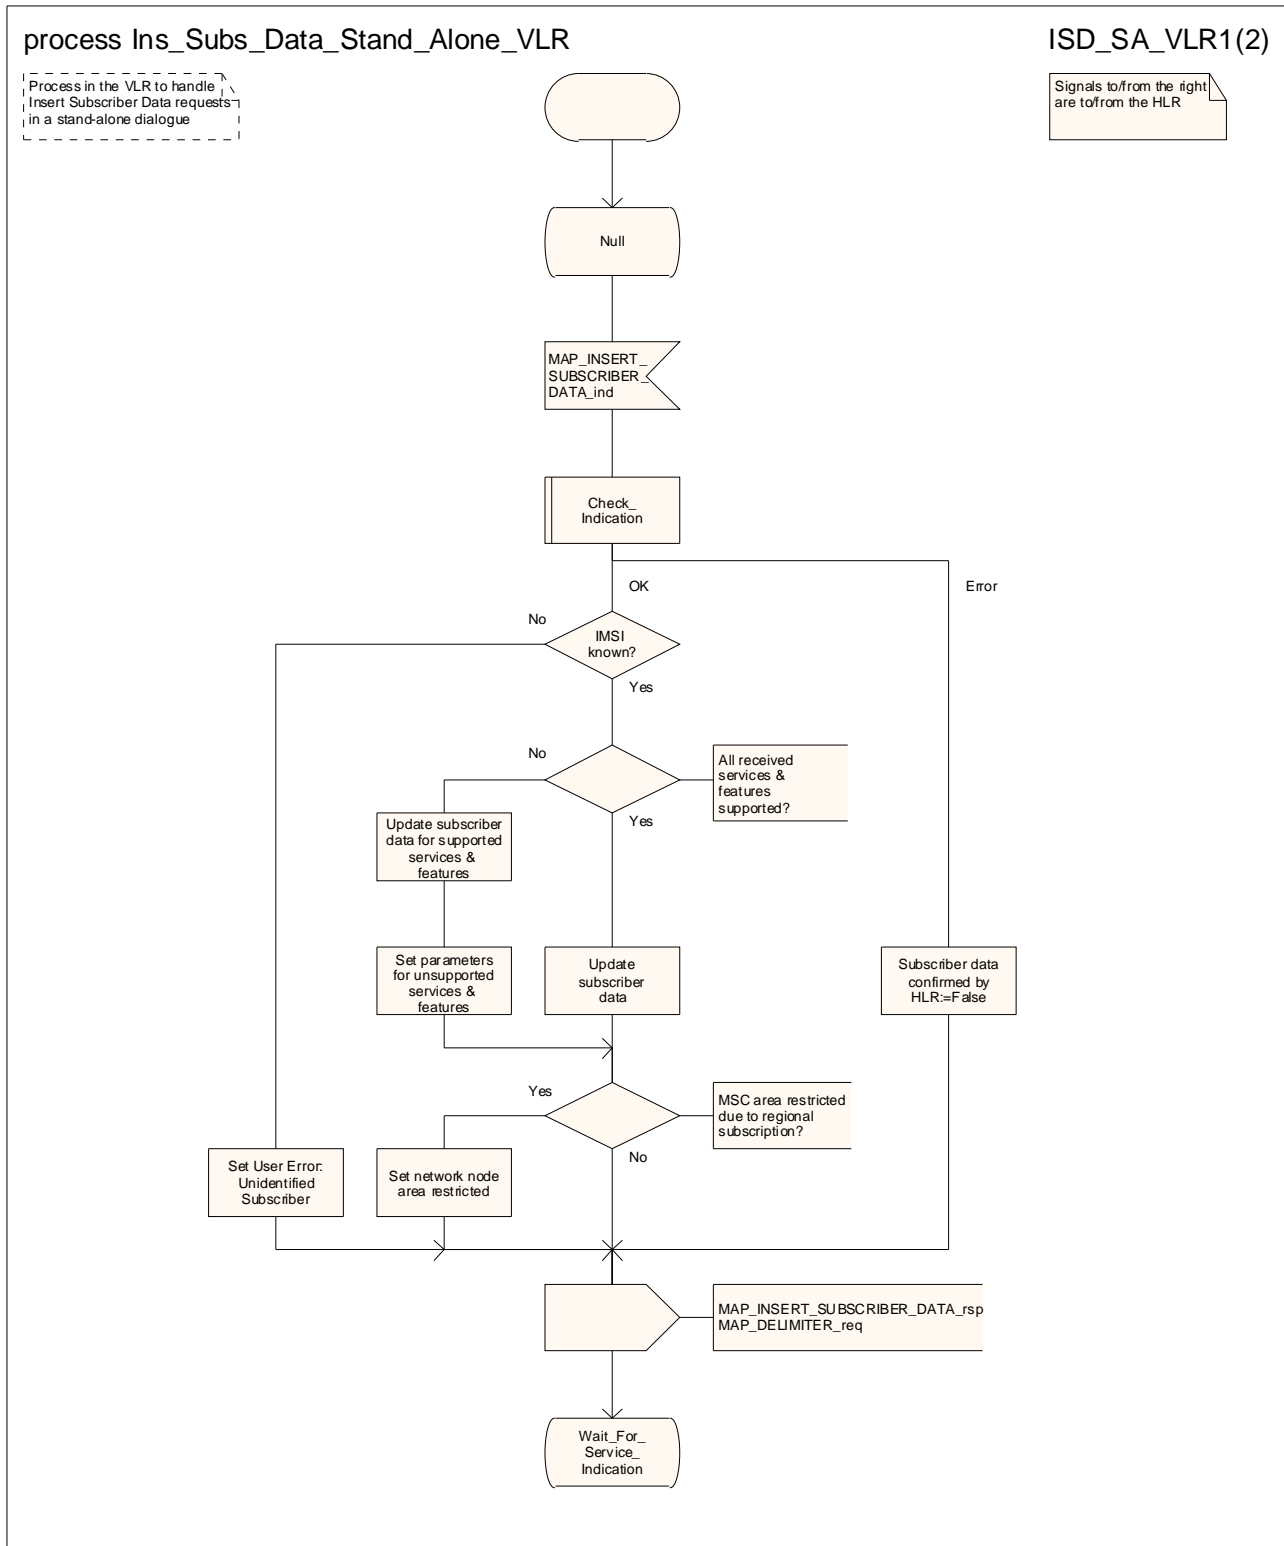 process Ins_Subs_Data_Stand_Alone_VLR
ISD_SA_VLR1(2)
Process in the VLR to handle
Insert Subscriber Data requests
in a stand-alone dialogue
Signals to/from the right
are to/from the HLR
Null
MAP_INSERT_
SUBSCRIBER_
DATA_ind
Check_
Indication
OK
Error
No
IMSI
known?
Yes
No
All received
services &
features
supported?
Yes
Update subscriber
data for supported
services &
features
Set parameters
for unsupported
services &
features
Update
subscriber
data
Subscriber data
confirmed by
HLR:=False
Yes
MSC area restricted
due to regional
subscription?
No
Set User Error:
Unidentified
Subscriber
Set network node
area restricted
MAP_INSERT_SUBSCRIBER_DATA_rsp
MAP_DELIMITER_req
Wait_For_
Service_
Indication